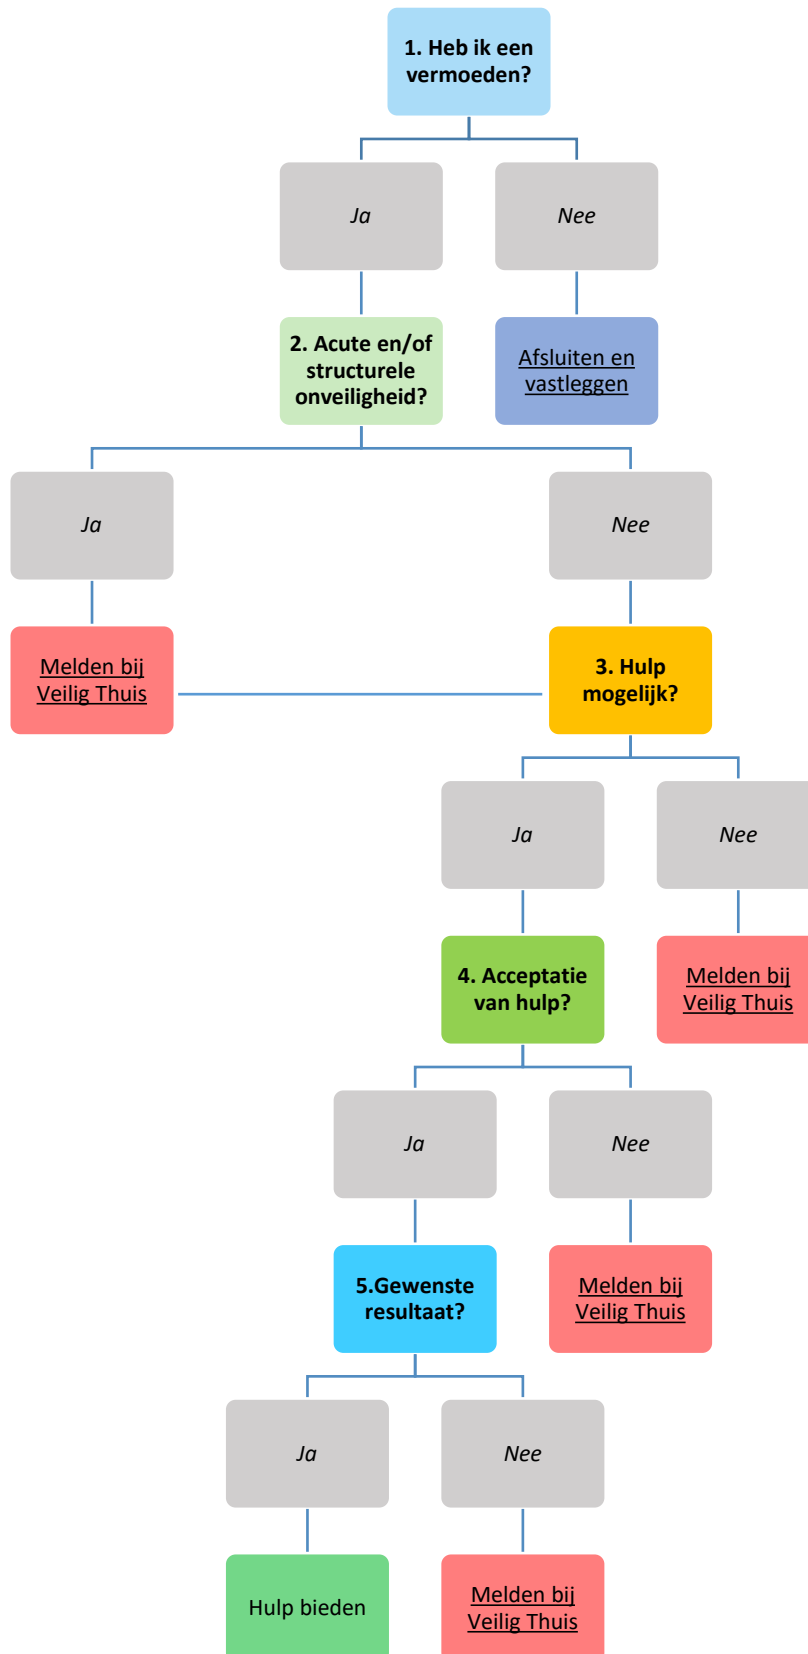 1. Heb ik een
vermoeden?
Ja
Nee
2. Acute en/of
structurele
onveiligheid?
Afsluiten en
vastleggen
Ja
Nee
Melden bij
Veilig Thuis
3. Hulp
mogelijk?
Ja
Nee
4. Acceptatie
van hulp?
Melden bij
Veilig Thuis
Ja
Nee
5.Gewenste
resultaat?
Melden bij
Veilig Thuis
Ja
Nee
Hulp bieden
Melden bij
Veilig Thuis